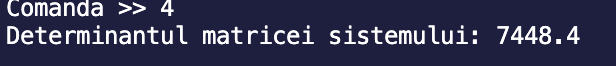 Comanda >> 4
Determinantul matricei sistemului: 7448.4